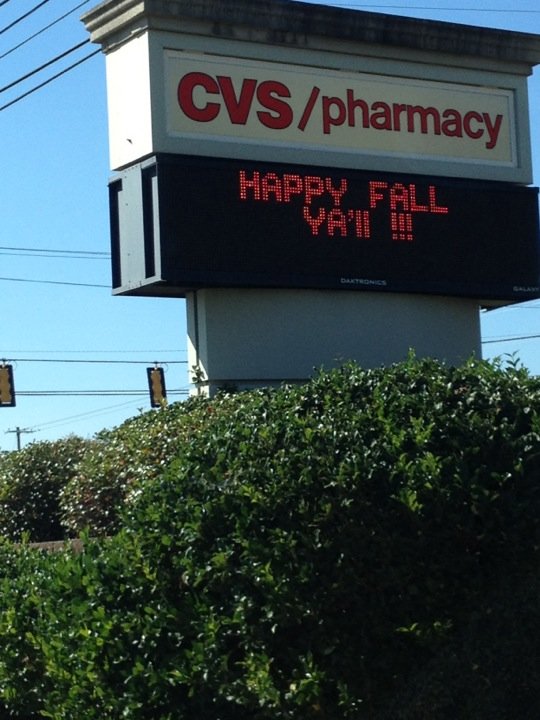 CVS/pharmacy
HAPPY FALL
YA'll !!!
DAKTRONICS
GALAXY